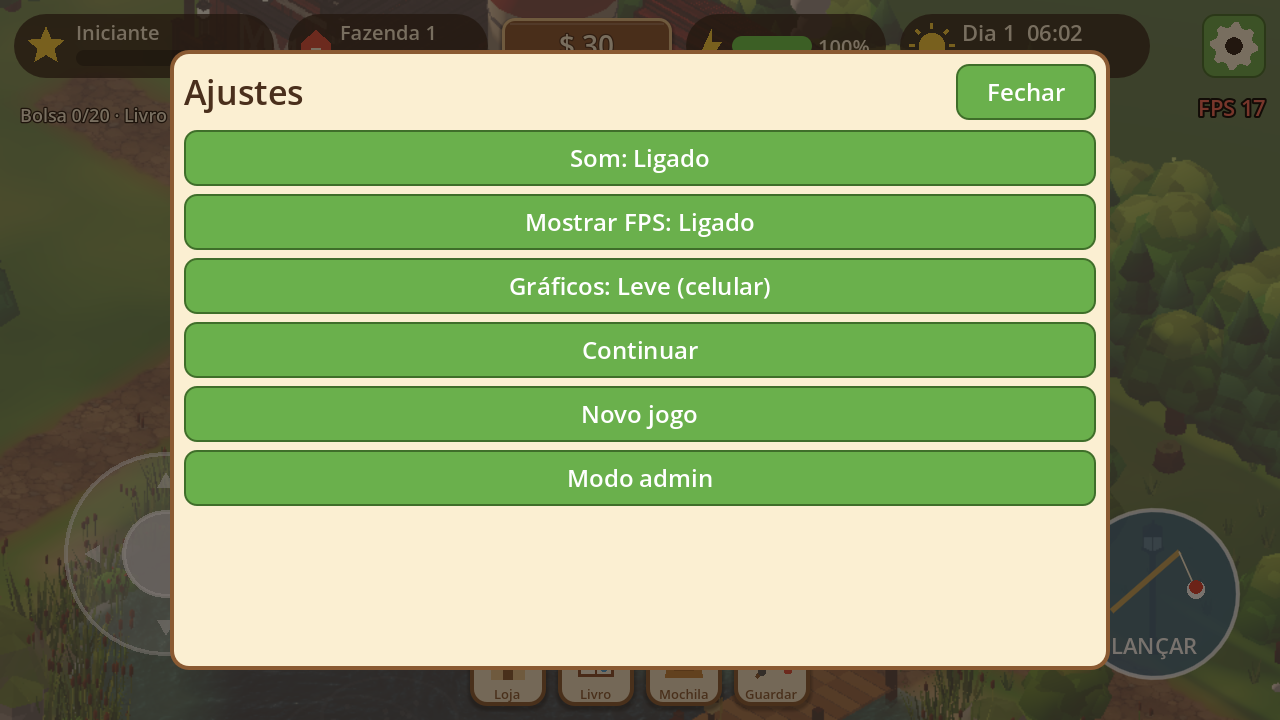 Iniciante
Fazenda 1
$ 30
100%
Dia 1 06:02
Bolsa 0/20 · Livro
FPS 17
Ajustes
Fechar
Som: Ligado
Mostrar FPS: Ligado
Gráficos: Leve (celular)
Continuar
Novo jogo
Modo admin
LANÇAR
Loja
Livro
Mochila
Guardar